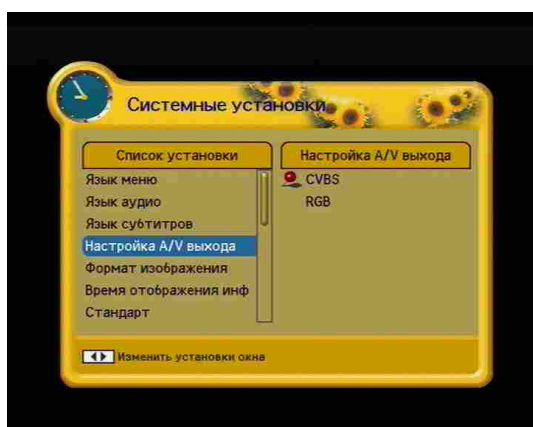 Системные установки
Список установки
Настройка A/V выхода
Язык меню
CVBS
Язык аудио
RGB
Язык субтитров
Настройка A/V выхода
Формат изображения
Время отображения инф
Стандарт
Изменить установки окна